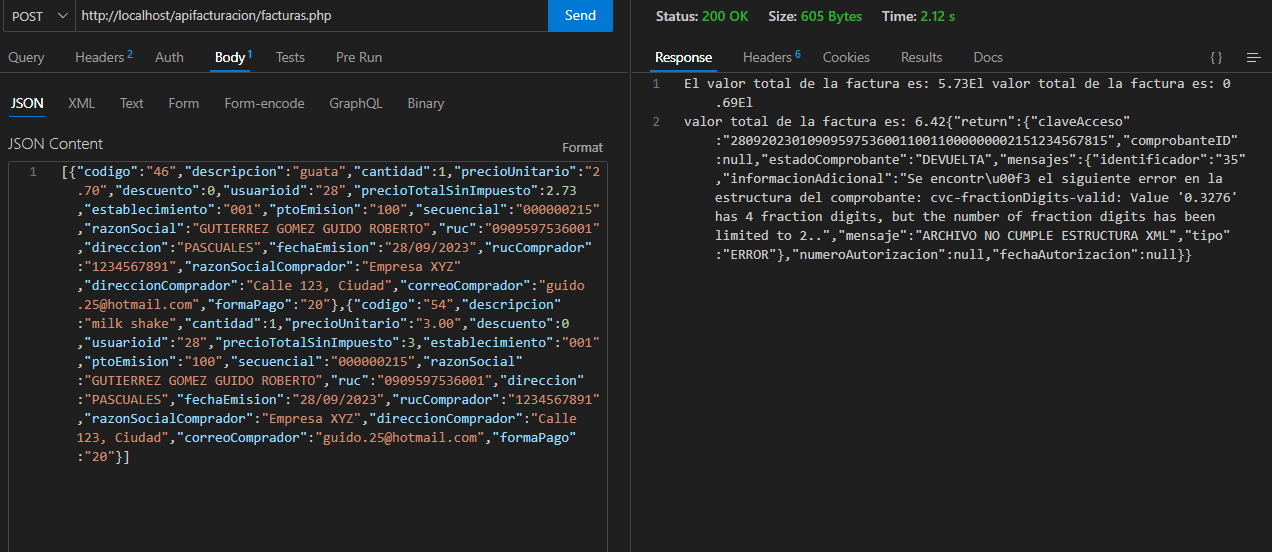 POST http://localhost/apifacturacion/facturas.php Send
Query Headers 2 Auth Body 1 Tests Pre Run
JSON XML Text Form Form-encode GraphQL Binary
JSON Content Format
1 [{"codigo":"46","descripcion":"guata","cantidad":1,"precioUnitario":"2
.70","descuento":0,"usuarioid":"28","precioTotalSinImpuesto":2.73
,"establecimiento":"001","ptoEmision":"100","secuencial":"000000215"
,"razonSocial":"GUTIERREZ GOMEZ GUIDO ROBERTO","ruc":"0909597536001"
,"direccion":"PASCUALES","fechaEmision":"28/09/2023","rucComprador"
:"1234567891","razonSocialComprador":"Empresa XYZ"
,"direccionComprador":"Calle 123, Ciudad","correoComprador":"guido
.25@hotmail.com","formaPago":"20"},{"codigo":"54","descripcion"
:"milk shake","cantidad":1,"precioUnitario":"3.00","descuento":0
,"usuarioid":"28","precioTotalSinImpuesto":3,"establecimiento":"001"
,"ptoEmision":"100","secuencial":"000000215","razonSocial"
:"GUTIERREZ GOMEZ GUIDO ROBERTO","ruc":"0909597536001","direccion"
:"PASCUALES","fechaEmision":"28/09/2023","rucComprador":"1234567891"
,"razonSocialComprador":"Empresa XYZ","direccionComprador":"Calle
123, Ciudad","correoComprador":"guido.25@hotmail.com","formaPago"
:"20"}]
Status: 200 OK Size: 605 Bytes Time: 2.12 s
Response Headers 6 Cookies Results Docs { }
1 El valor total de la factura es: 5.73El valor total de la factura es: 0
.69El
2 valor total de la factura es: 6.42{"return":{"claveAcceso"
:"2809202301090959753600110011000000002151234567815","comprobanteID"
:null,"estadoComprobante":"DEVUELTA","mensajes":{"identificador":"35"
,"informacionAdicional":"Se encontr\u00f3 el siguiente error en la
estructura del comprobante: cvc-fractionDigits-valid: Value '0.3276'
has 4 fraction digits, but the number of fraction digits has been
limited to 2..","mensaje":"ARCHIVO NO CUMPLE ESTRUCTURA XML","tipo"
:"ERROR"},"numeroAutorizacion":null,"fechaAutorizacion":null}}